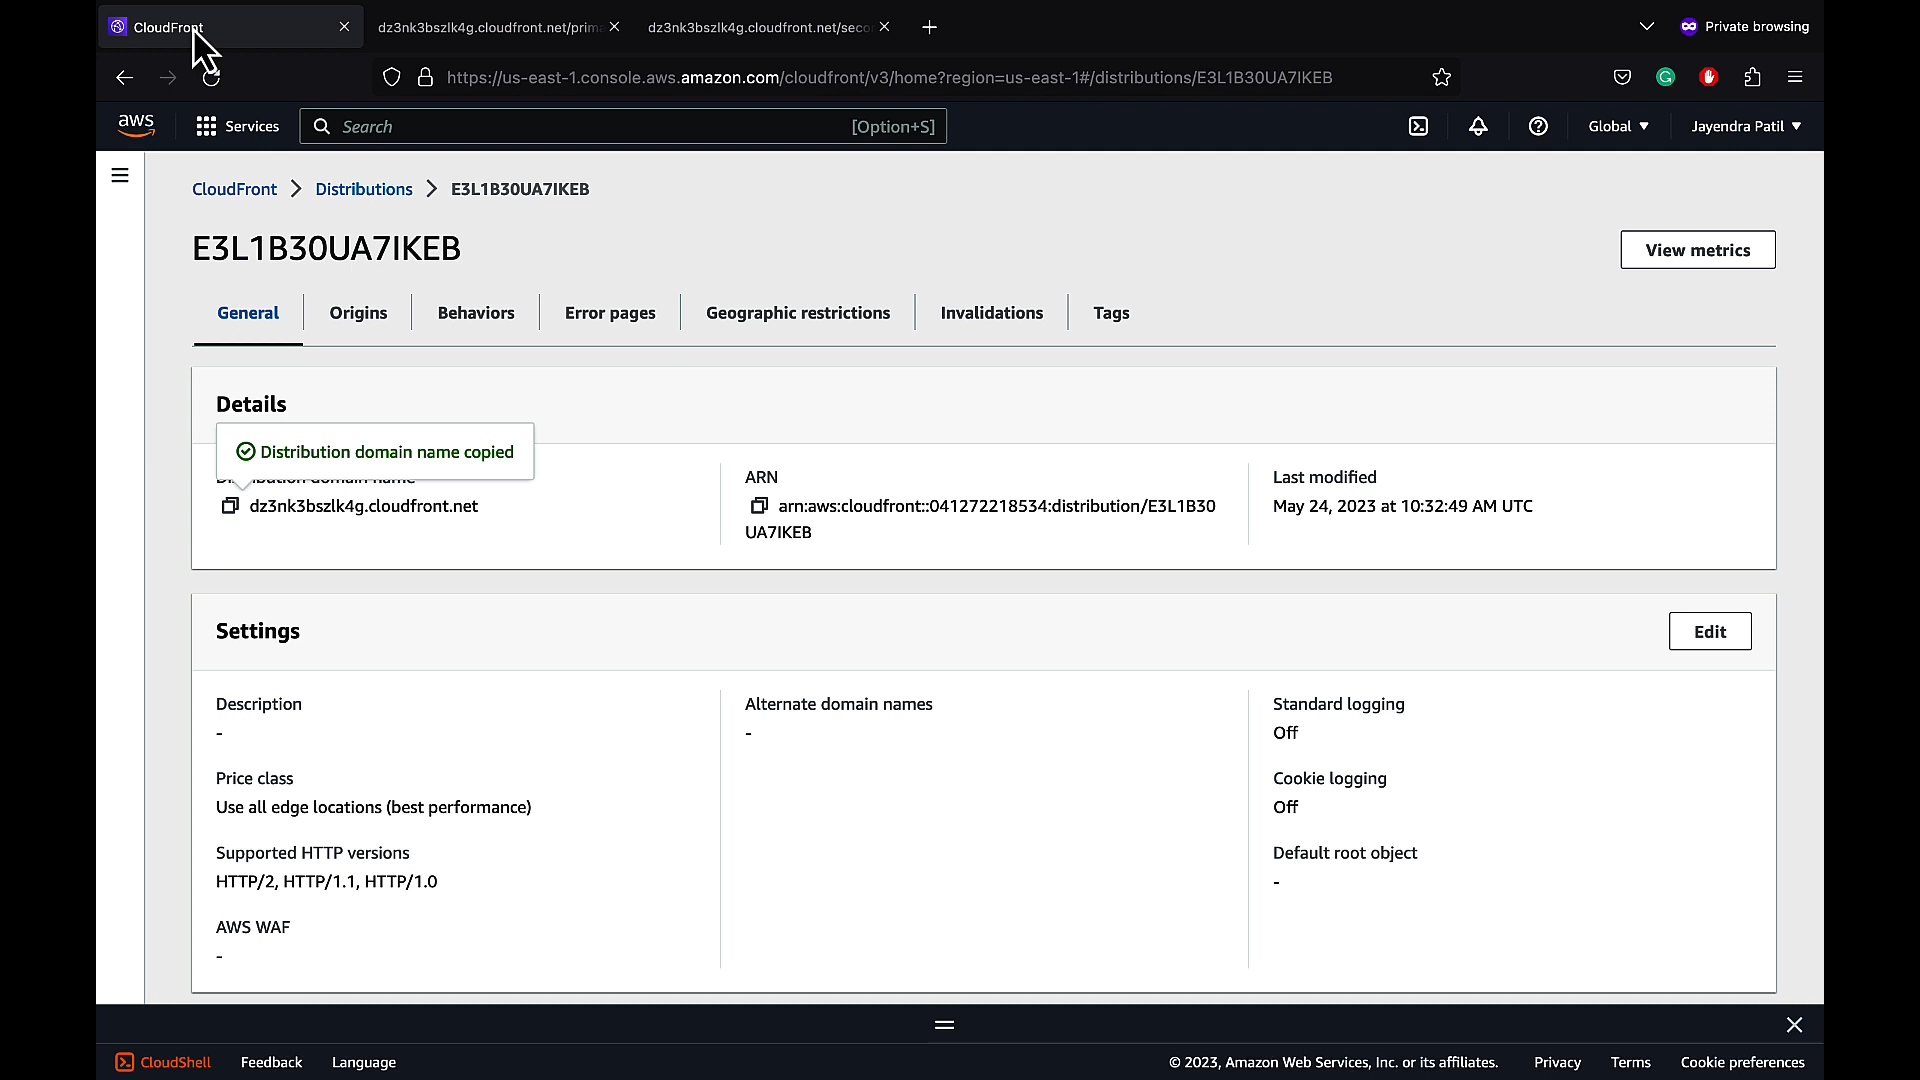 CloudFront
dz3nk3bszlk4g.cloudfront.net/prim
dz3nk3bszlk4g.cloudfront.net/seco
Private browsing
https://us-east-1.console.aws.amazon.com/cloudfront/v3/home?region=us-east-1#/distributions/E3L1B30UA7IKEB
aws
Services
Search
[Option+S]
Global
Jayendra Patil
CloudFront
Distributions
E3L1B30UA7IKEB
E3L1B30UA7IKEB
View metrics
General
Origins
Behaviors
Error pages
Geographic restrictions
Invalidations
Tags
Details
Distribution domain name copied
dz3nk3bszlk4g.cloudfront.net
ARN
arn:aws:cloudfront::041272218534:distribution/E3L1B30
UA7IKEB
Last modified
May 24, 2023 at 10:32:49 AM UTC
Settings
Edit
Description
-
Price class
Use all edge locations (best performance)
Supported HTTP versions
HTTP/2, HTTP/1.1, HTTP/1.0
AWS WAF
-
Alternate domain names
-
Standard logging
Off
Cookie logging
Off
Default root object
-
CloudShell
Feedback
Language
© 2023, Amazon Web Services, Inc. or its affiliates.
Privacy
Terms
Cookie preferences